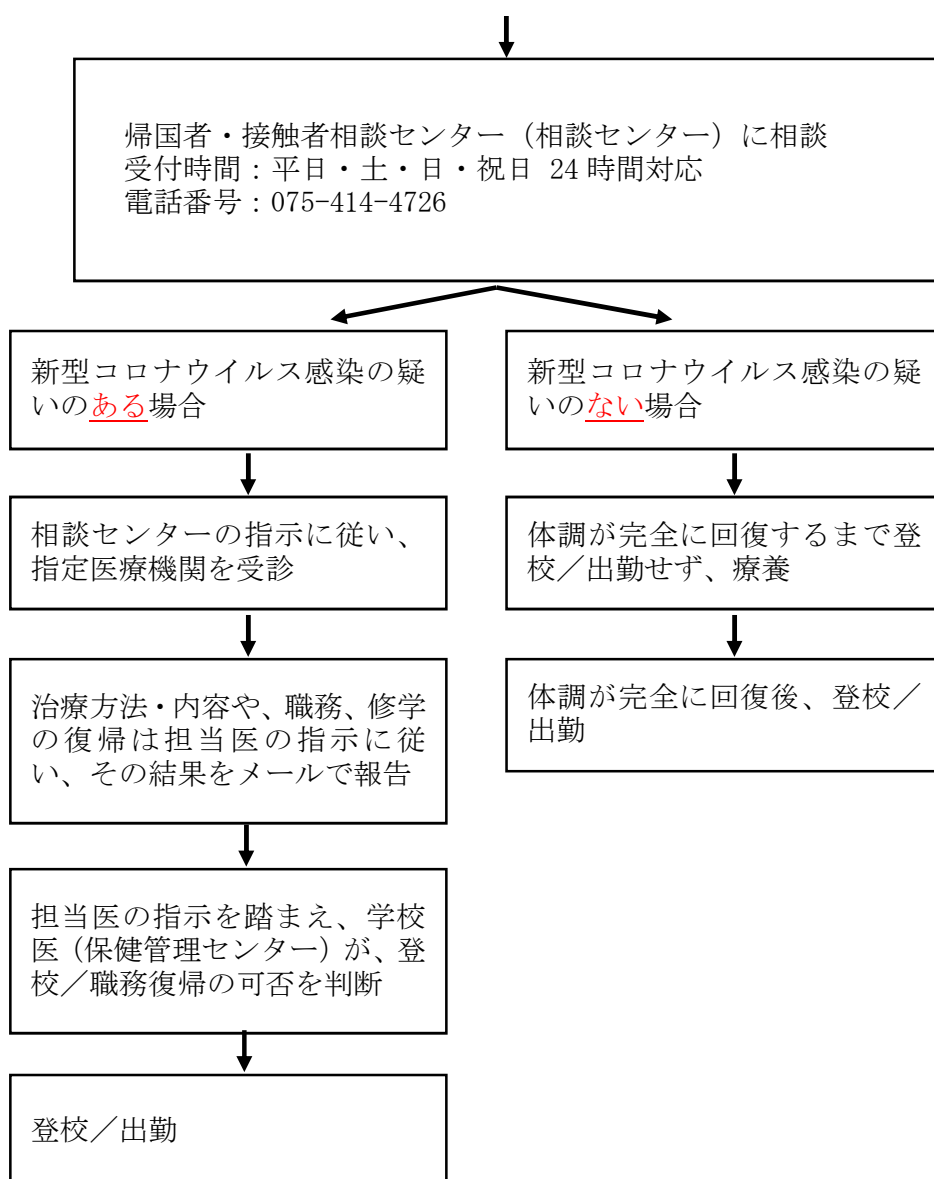 帰国者・接触者相談センター（相談センター）に相談
受付時間：平日・土・日・祝日 24 時間対応
電話番号：075-414-4726
新型コロナウイルス感染の疑
いのある場合
相談センターの指示に従い、
指定医療機関を受診
治療方法・内容や、職務、修学
の復帰は担当医の指示に従
い、その結果をメールで報告
担当医の指示を踏まえ、学校
医（保健管理センター）が、登
校／職務復帰の可否を判断
登校／出勤
新型コロナウイルス感染の疑
いのない場合
体調が完全に回復するまで登
校／出勤せず、療養
体調が完全に回復後、登校／
出勤